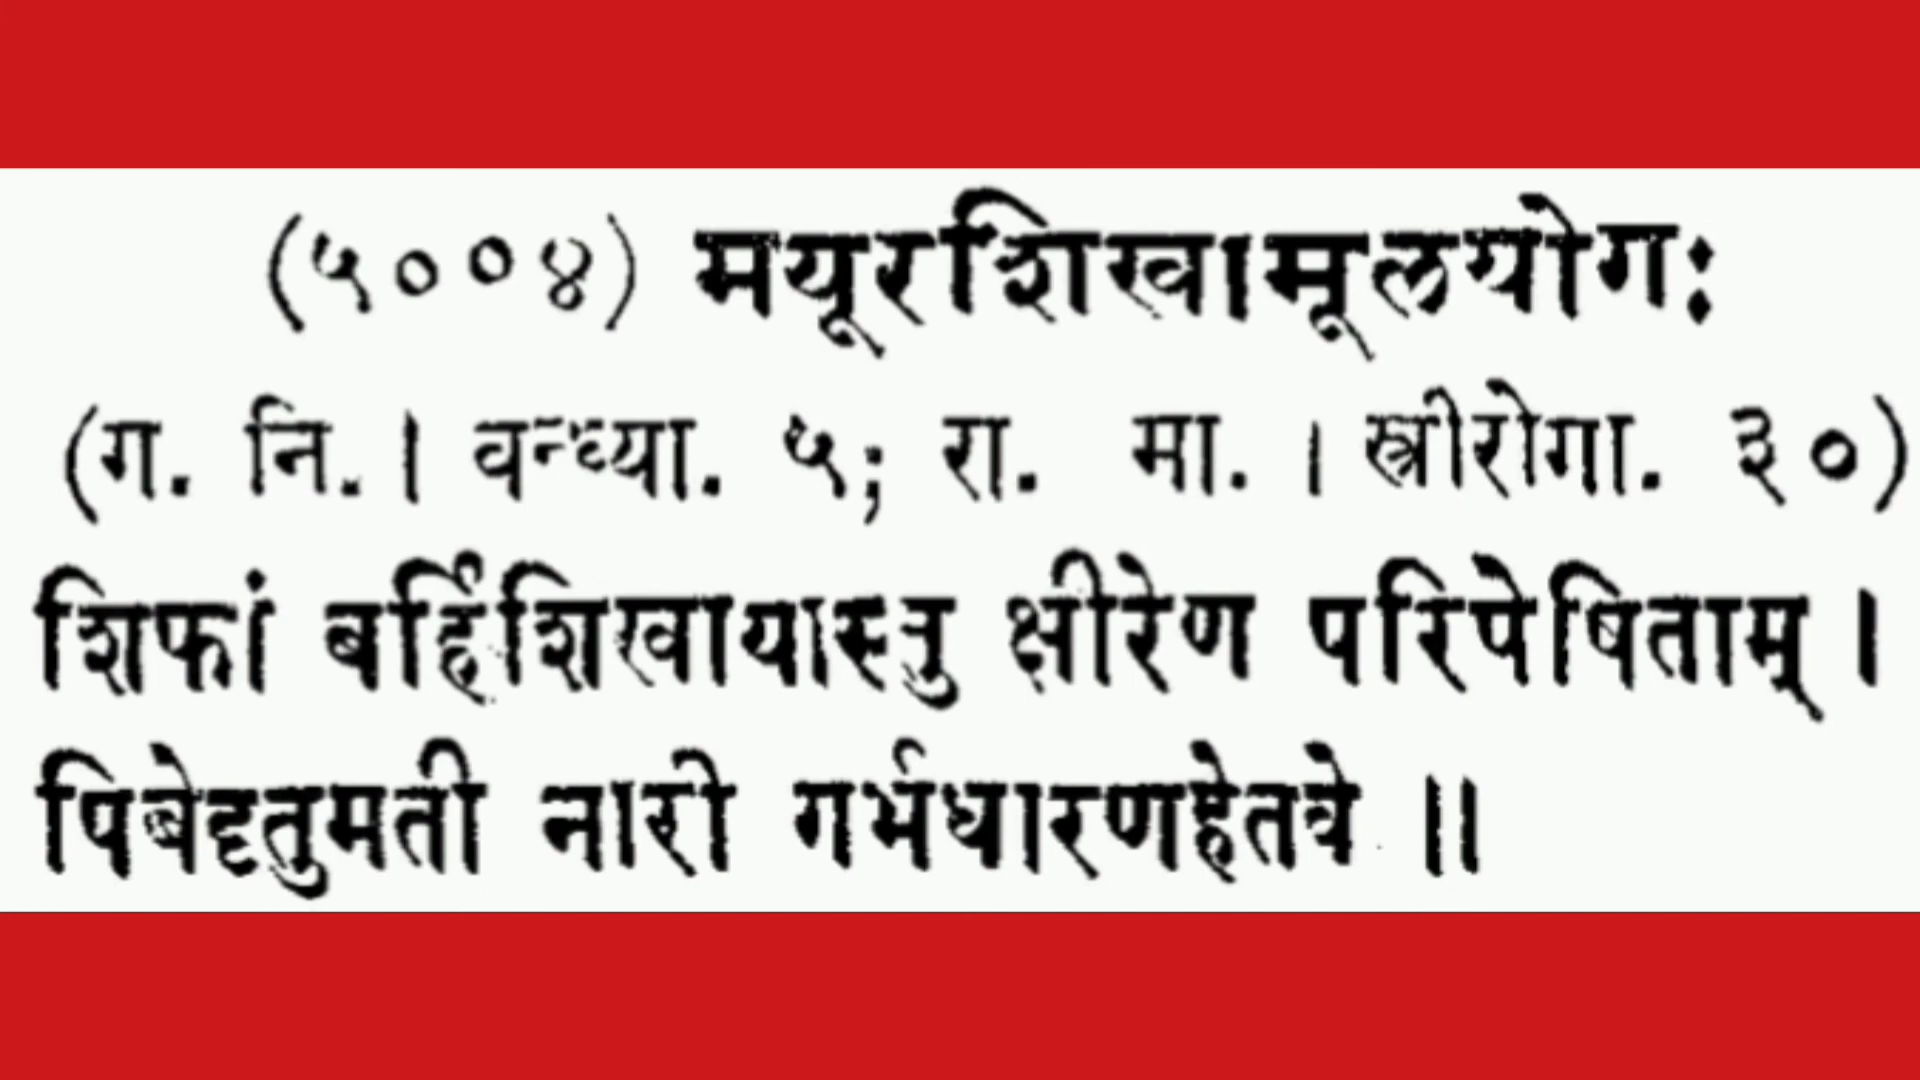 (५००४) मयूरशिखामूलयोगः
(ग. नि. । वन्ध्या. ५; रा. मा. । स्त्रीरोगा. ३०)
शिफां बर्हिशिखायास्तु क्षीरेण परिपेषिताम् ।
पिबेदृतुमती नारी गर्भधारणहेतवे ॥